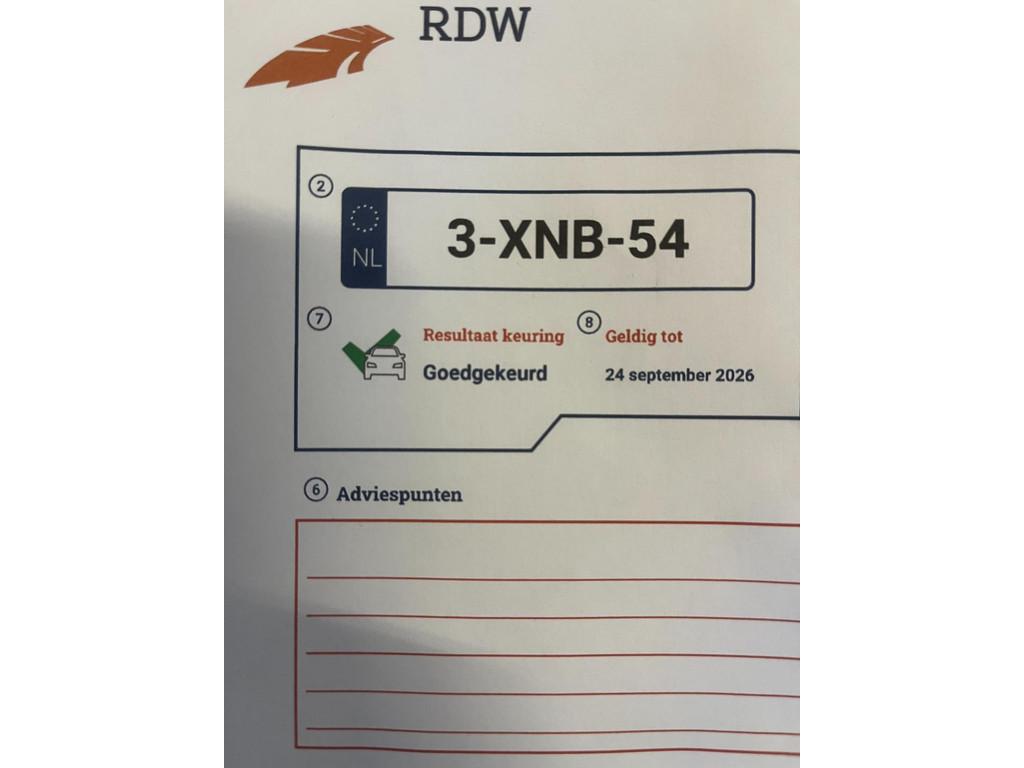 RDW
2
NL
3-XNB-54
7
Resultaat keuring
8
Geldig tot
Goedgekeurd
24 september 2026
6 Adviespunten